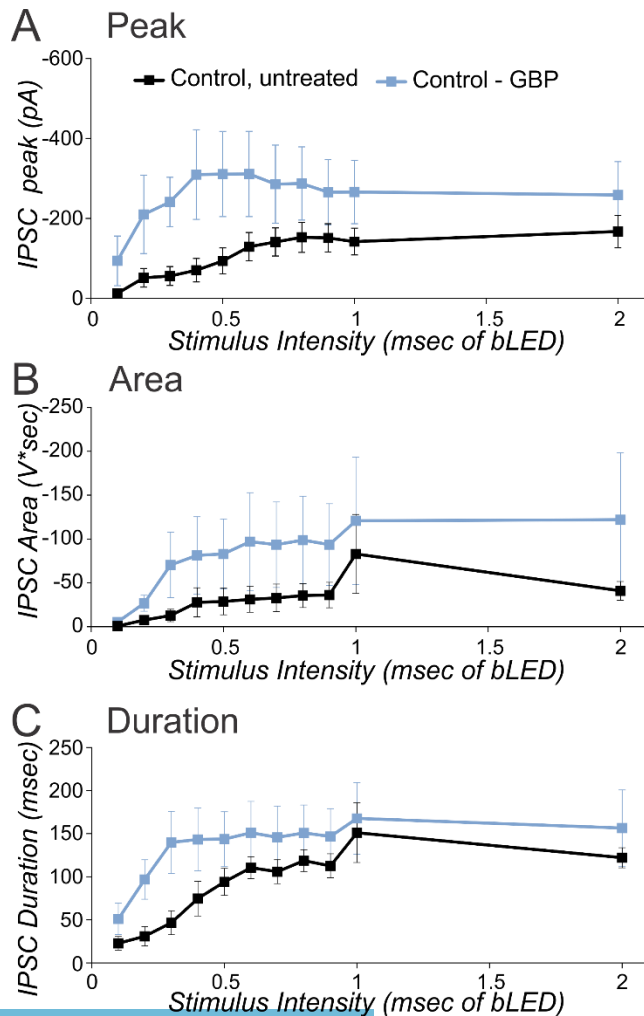 A Peak
-600
Control, untreated Control - GBP
-400
-200
0
IPSC peak (pA)
0 0.5 1 1.5 2
Stimulus Intensity (msec of bLED)
B Area
-250
-200
-150
-100
-50
0
IPSC Area (V*sec)
0 0.5 1 1.5 2
Stimulus Intensity (msec of bLED)
C Duration
250
200
150
100
50
0
IPSC Duration (msec)
0 0.5 1 1.5 2
Stimulus Intensity (msec of bLED)